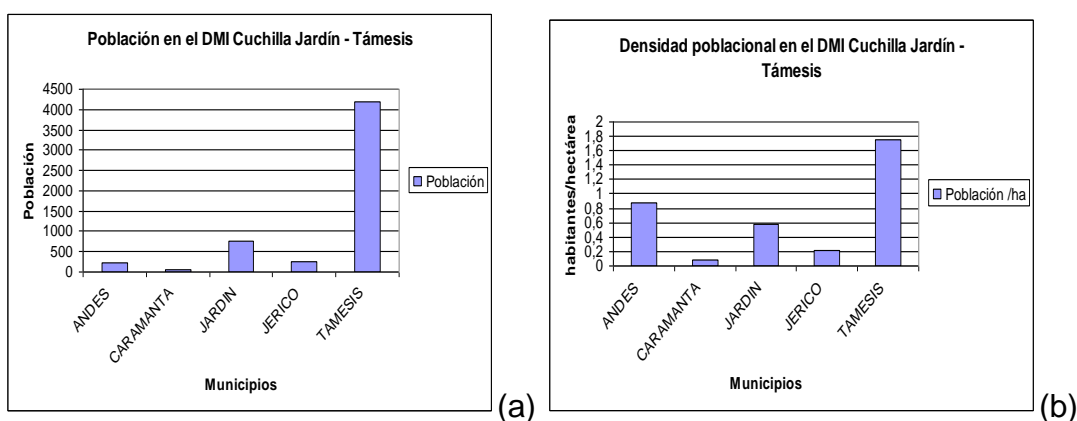 Población en el DMI Cuchilla Jardín - Támesis
4500
4000
3500
3000
2500
2000
1500
1000
500
0
Población
ANDES
CARAMANTA
JARDIN
JERICO
TAMESIS
Municipios
Población
(a)
Densidad poblacional en el DMI Cuchilla Jardín -
Támesis
2
1,8
1,6
1,4
1,2
1
0,8
0,6
0,4
0,2
0
habitantes/hectárea
ANDES
CARAMANTA
JARDIN
JERICO
TAMESIS
Municipios
Población /ha
(b)